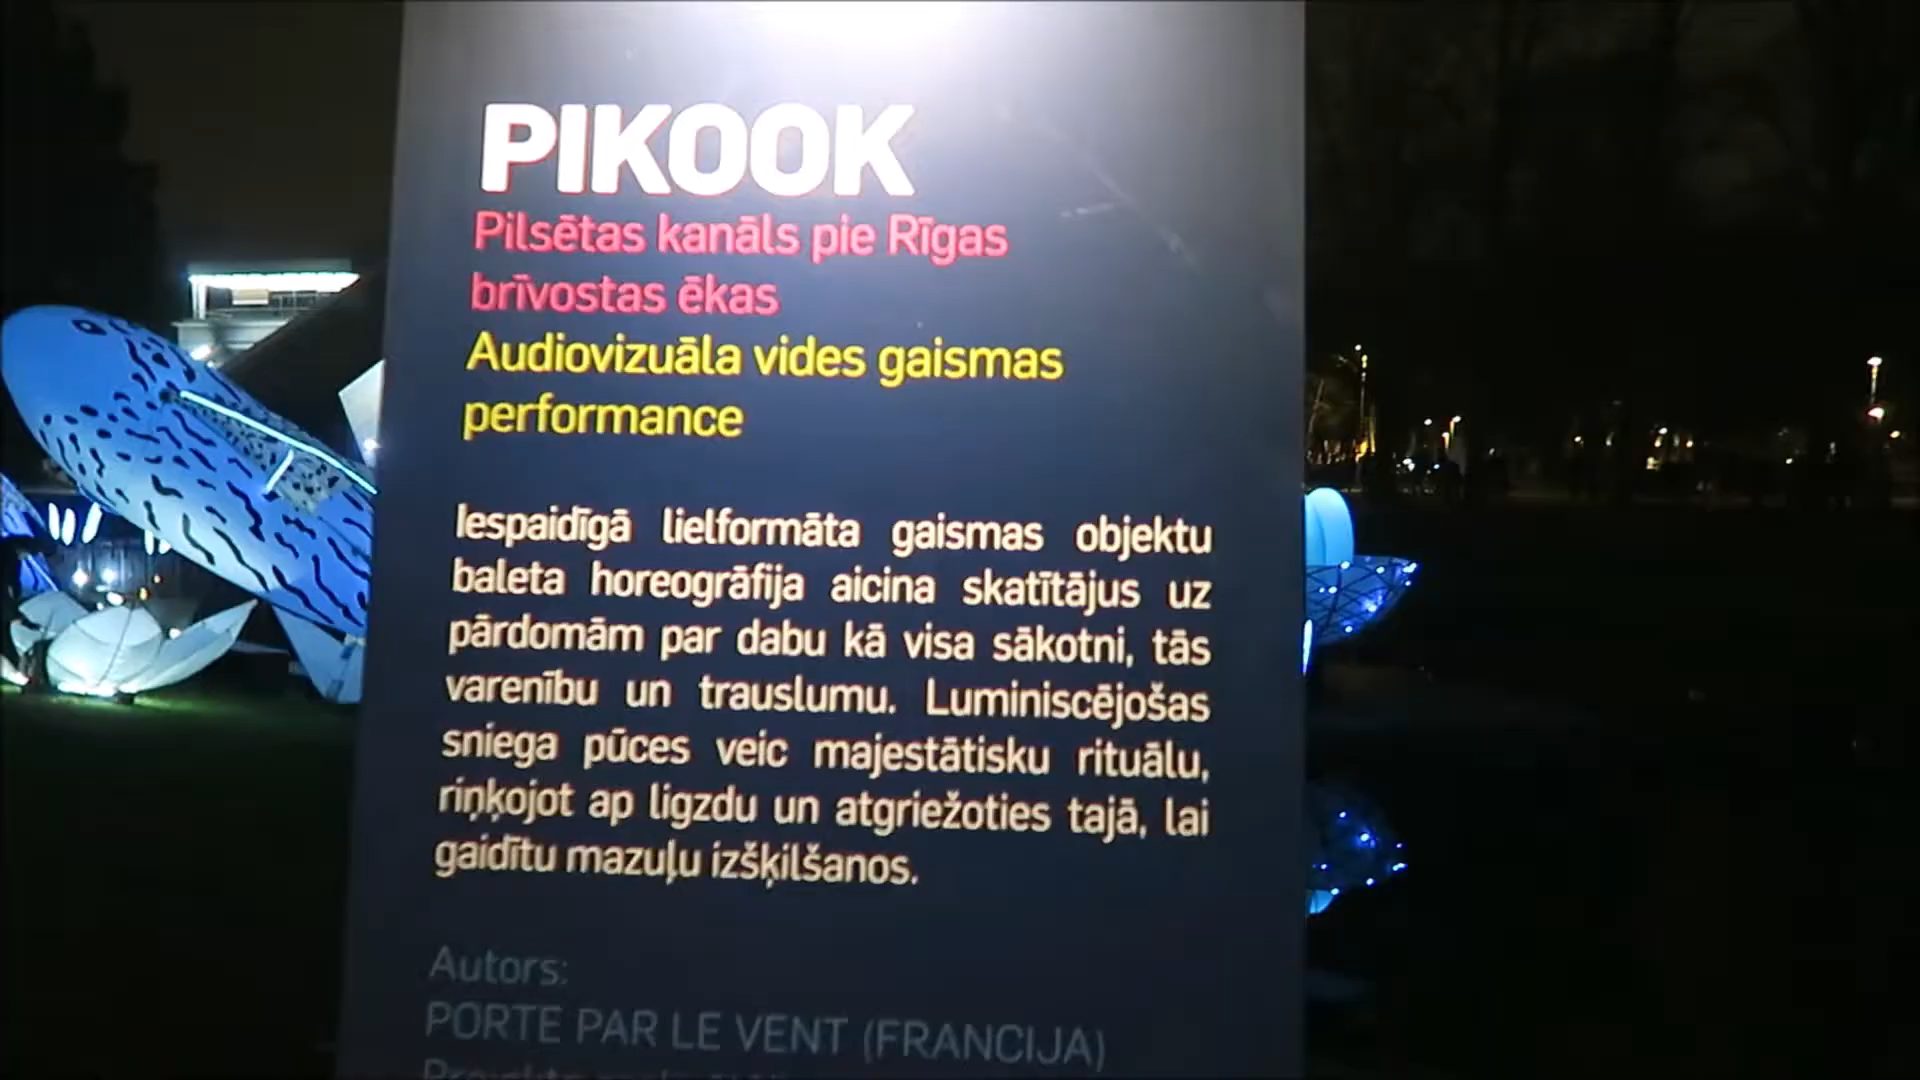 PIKOOK
Pilsētas kanāls pie Rīgas
brīvostas ēkas
Audiovizuāla vides gaismas
performance
Iespaidīgā lielformāta gaismas objektu
baleta horeogrāfija aicina skatītājus uz
pārdomām par dabu kā visa sākotni, tās
varenību un trauslumu. Luminiscējošas
sniega pūces veic majestātisku rituālu,
riņķojot ap ligzdu un atgriežoties tajā, lai
gaidītu mazuļu izšķilšanos.
Autors:
PORTE PAR LE VENT (FRANCIJA)